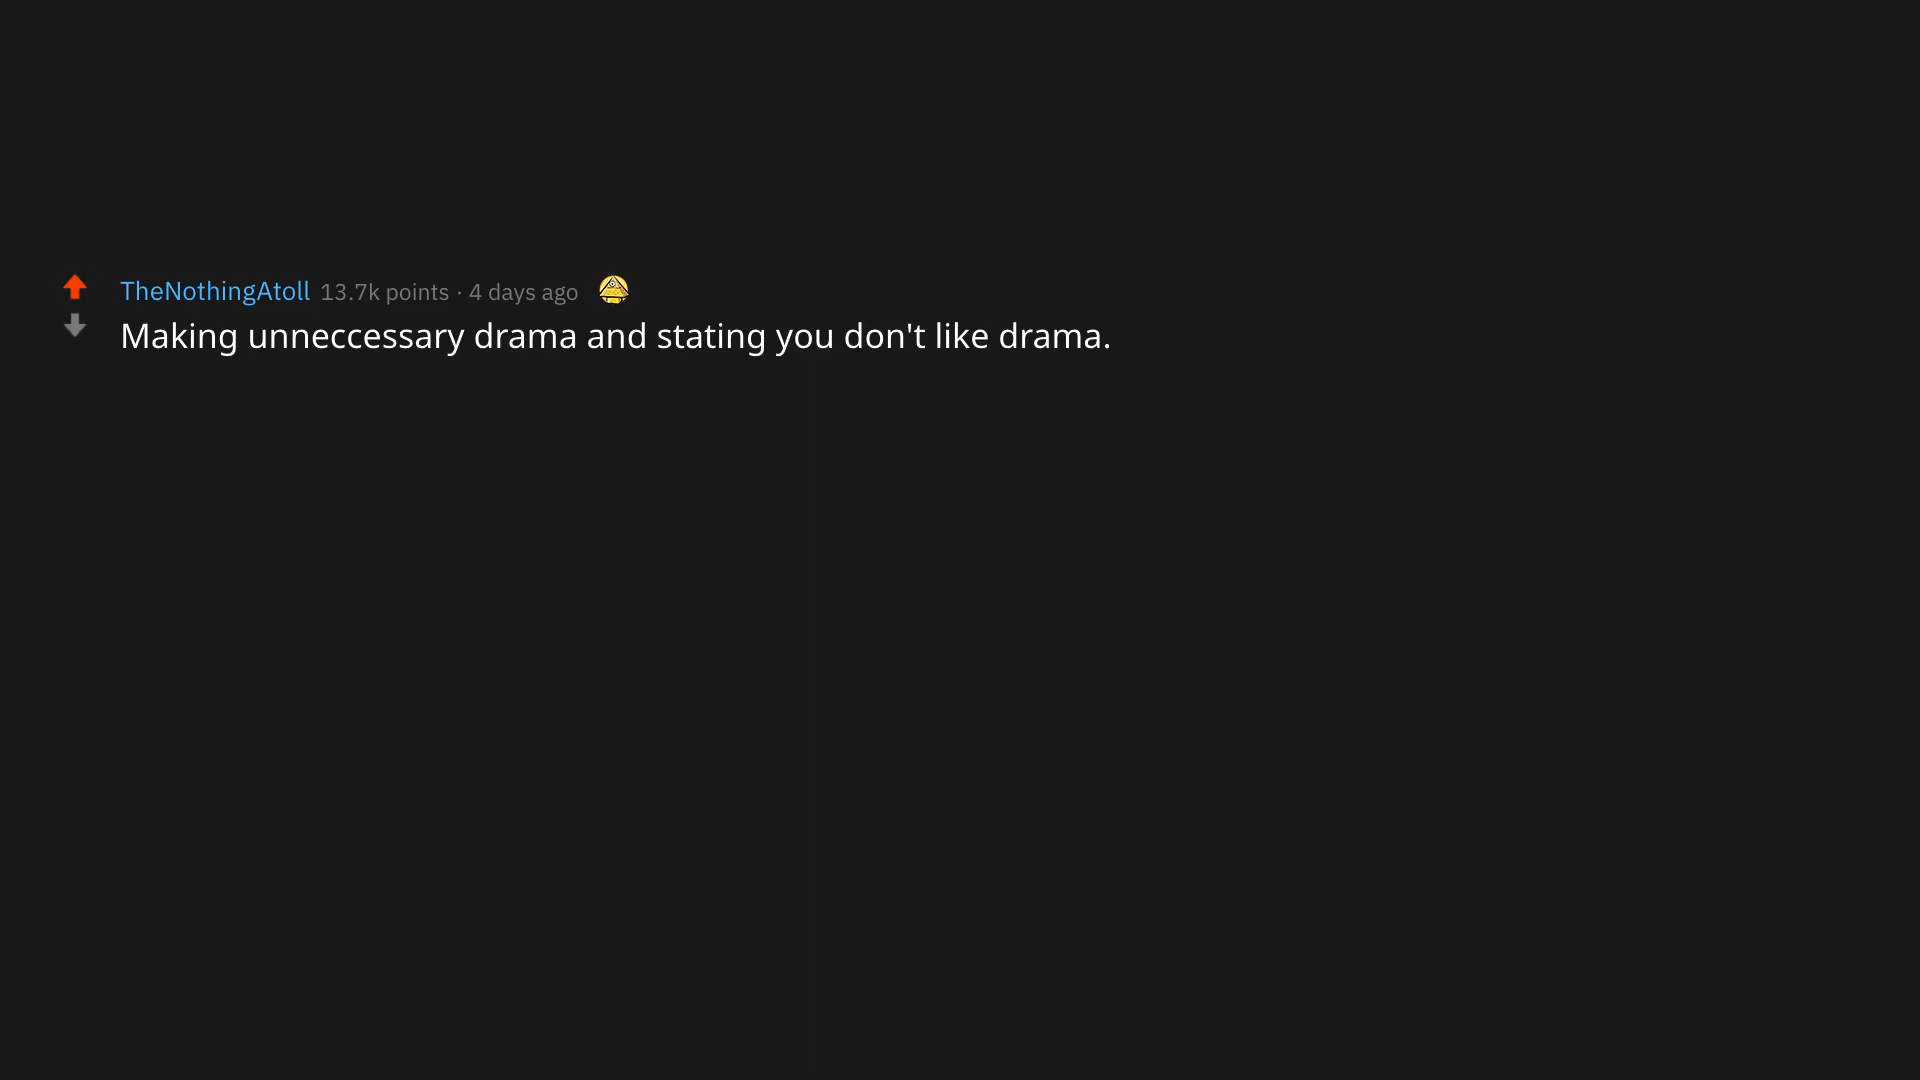 TheNothingAtoll 13.7k points · 4 days ago
Making unneccessary drama and stating you don't like drama.